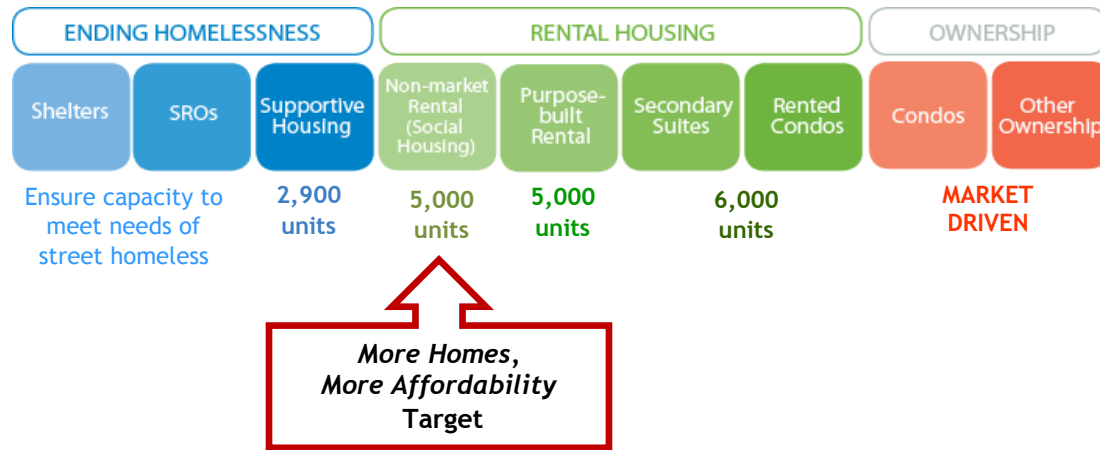 ENDING HOMELESSNESS
RENTAL HOUSING
OWNERSHIP
Shelters
SROs
Supportive
Housing
Non-market
Rental
(Social
Housing)
Purpose-
built
Rental
Secondary
Suites
Rented
Condos
Condos
Other
Ownership
Ensure capacity to
meet needs of
street homeless
2,900
units
5,000
units
5,000
units
6,000
units
MARKET
DRIVEN
More Homes,
More Affordability
Target